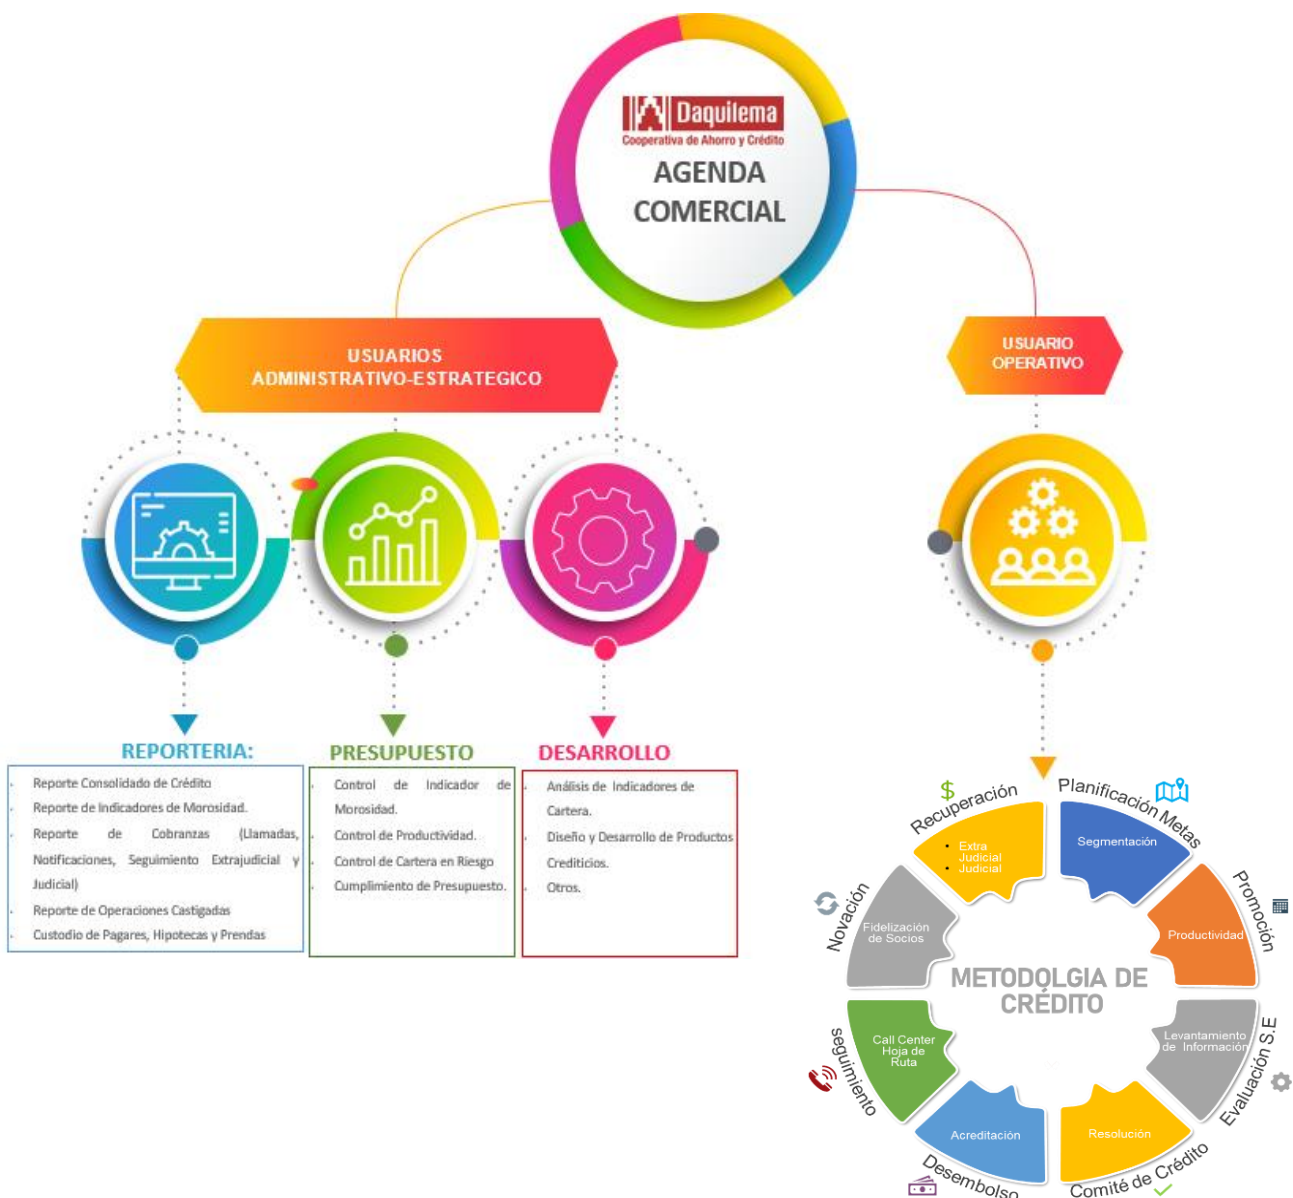 Daquilema
Cooperativa de Ahorro y Crédito
AGENDA
COMERCIAL
USUARIOS
ADMINISTRATIVO-ESTRATEGICO
USUARIO
OPERATIVO
REPORTERIA:
Reporte Consolidado de Crédito
Reporte de Indicadores de Morosidad.
Reporte de Cobranzas (Llamadas,
Notificaciones, Seguimiento Extrajudicial y
Judicial)
Reporte de Operaciones Castigadas
Custodio de Pagares, Hipotecas y Prendas
PRESUPUESTO
Control de Indicador de
Morosidad.
Control de Productividad.
Control de Cartera en Riesgo
Cumplimiento de Presupuesto.
DESARROLLO
Análisis de Indicadores de
Cartera.
Diseño y Desarrollo de Productos
Crediticios.
Otros.
METODOLGIA DE
CRÉDITO
Planificación Metas
Segmentación
Promoción
Productividad
Evaluación S.E
Levantamiento
de Información
Comité de Crédito
Resolución
Desembolso
Acreditación
seguimiento
Call Center
Hoja de
Ruta
Novación
Fidelización
de Socios
Recuperación
• Extra
Judicial
• Judicial